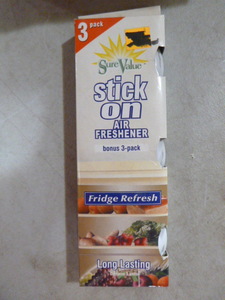 3 pack
Sure Value
stick
on
AIR
FRESHENER
bonus 3-pack
Fridge Refresh
Long Lasting